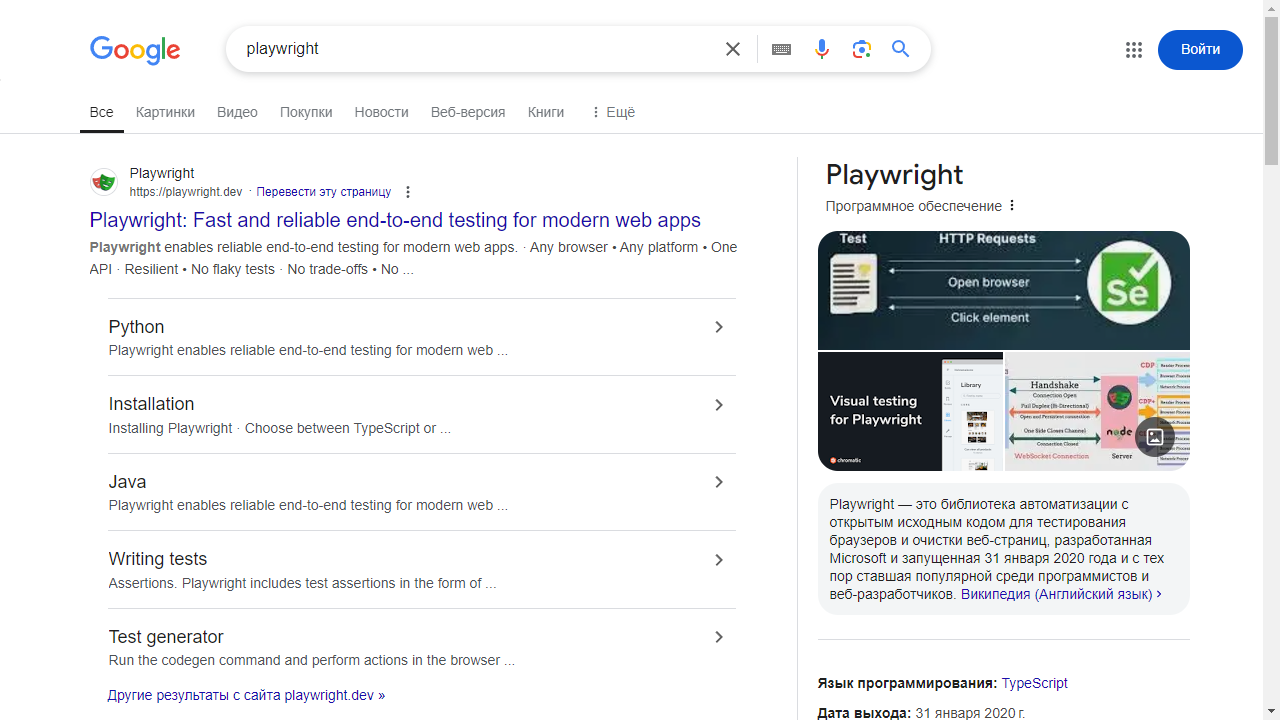 Google
playwright
Войти
Все
Картинки
Видео
Покупки
Новости
Веб-версия
Книги
Ещё
Playwright
https://playwright.dev · Перевести эту страницу
Playwright: Fast and reliable end-to-end testing for modern web apps
Playwright enables reliable end-to-end testing for modern web apps. · Any browser • Any platform • One
API · Resilient • No flaky tests · No trade-offs • No ...
Python
Playwright enables reliable end-to-end testing for modern web ...
Installation
Installing Playwright · Choose between TypeScript or ...
Java
Playwright enables reliable end-to-end testing for modern web ...
Writing tests
Assertions. Playwright includes test assertions in the form of ...
Test generator
Run the codegen command and perform actions in the browser ...
Другие результаты с сайта playwright.dev »
Playwright
Программное обеспечение
Test
HTTP Requests
Open browser
Click element
Se
Visual testing
for Playwright
chromatic
Library
Handshake
Connection Open
Full Duplex (Bi-Directional)
Open and Persistent connection
One Side Closes Channel
Connection Closed
WebSocket Connection
Server
node
CDP
CDP+
Playwright — это библиотека автоматизации с
открытым исходным кодом для тестирования
браузеров и очистки веб-страниц, разработанная
Microsoft и запущенная 31 января 2020 года и с тех
пор ставшая популярной среди программистов и
веб-разработчиков. Википедия (Английский язык)
Язык программирования: TypeScript
Дата выхода: 31 января 2020 г.